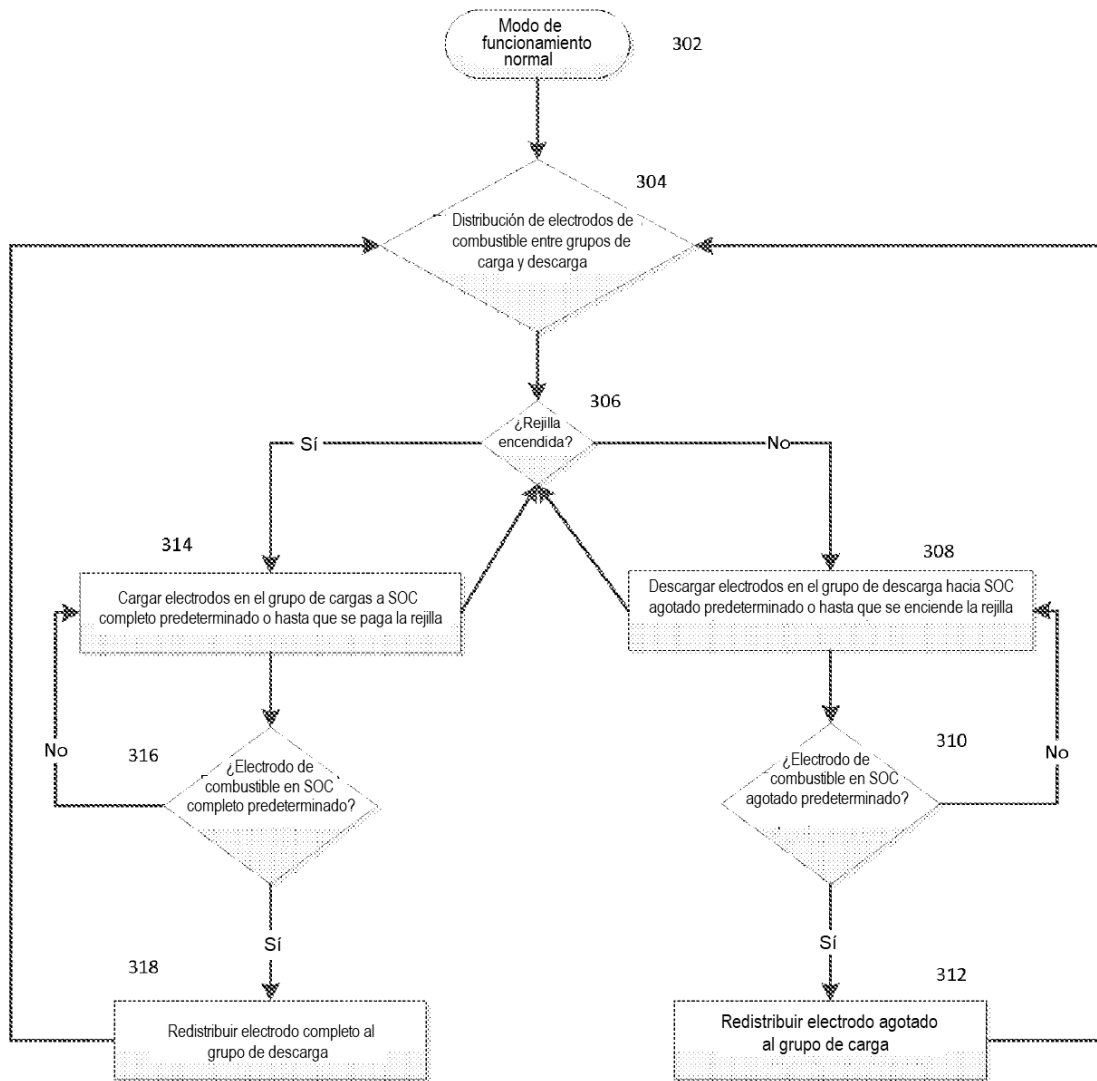 Modo de
funcionamiento
normal
302
304
Distribución de electrodos de
combustible entre grupos de
carga y descarga
306
¿Rejilla
encendida?
Sí
No
314
Cargar electrodos en el grupo de cargas a SOC
completo predeterminado o hasta que se paga la rejilla
308
Descargar electrodos en el grupo de descarga hacia SOC
agotado predeterminado o hasta que se enciende la rejilla
No
316
¿Electrodo de
combustible en SOC
completo predeterminado?
310
¿Electrodo de
combustible en SOC
agotado predeterminado?
No
Sí
Sí
318
Redistribuir electrodo completo al
grupo de descarga
312
Redistribuir electrodo agotado
al grupo de carga